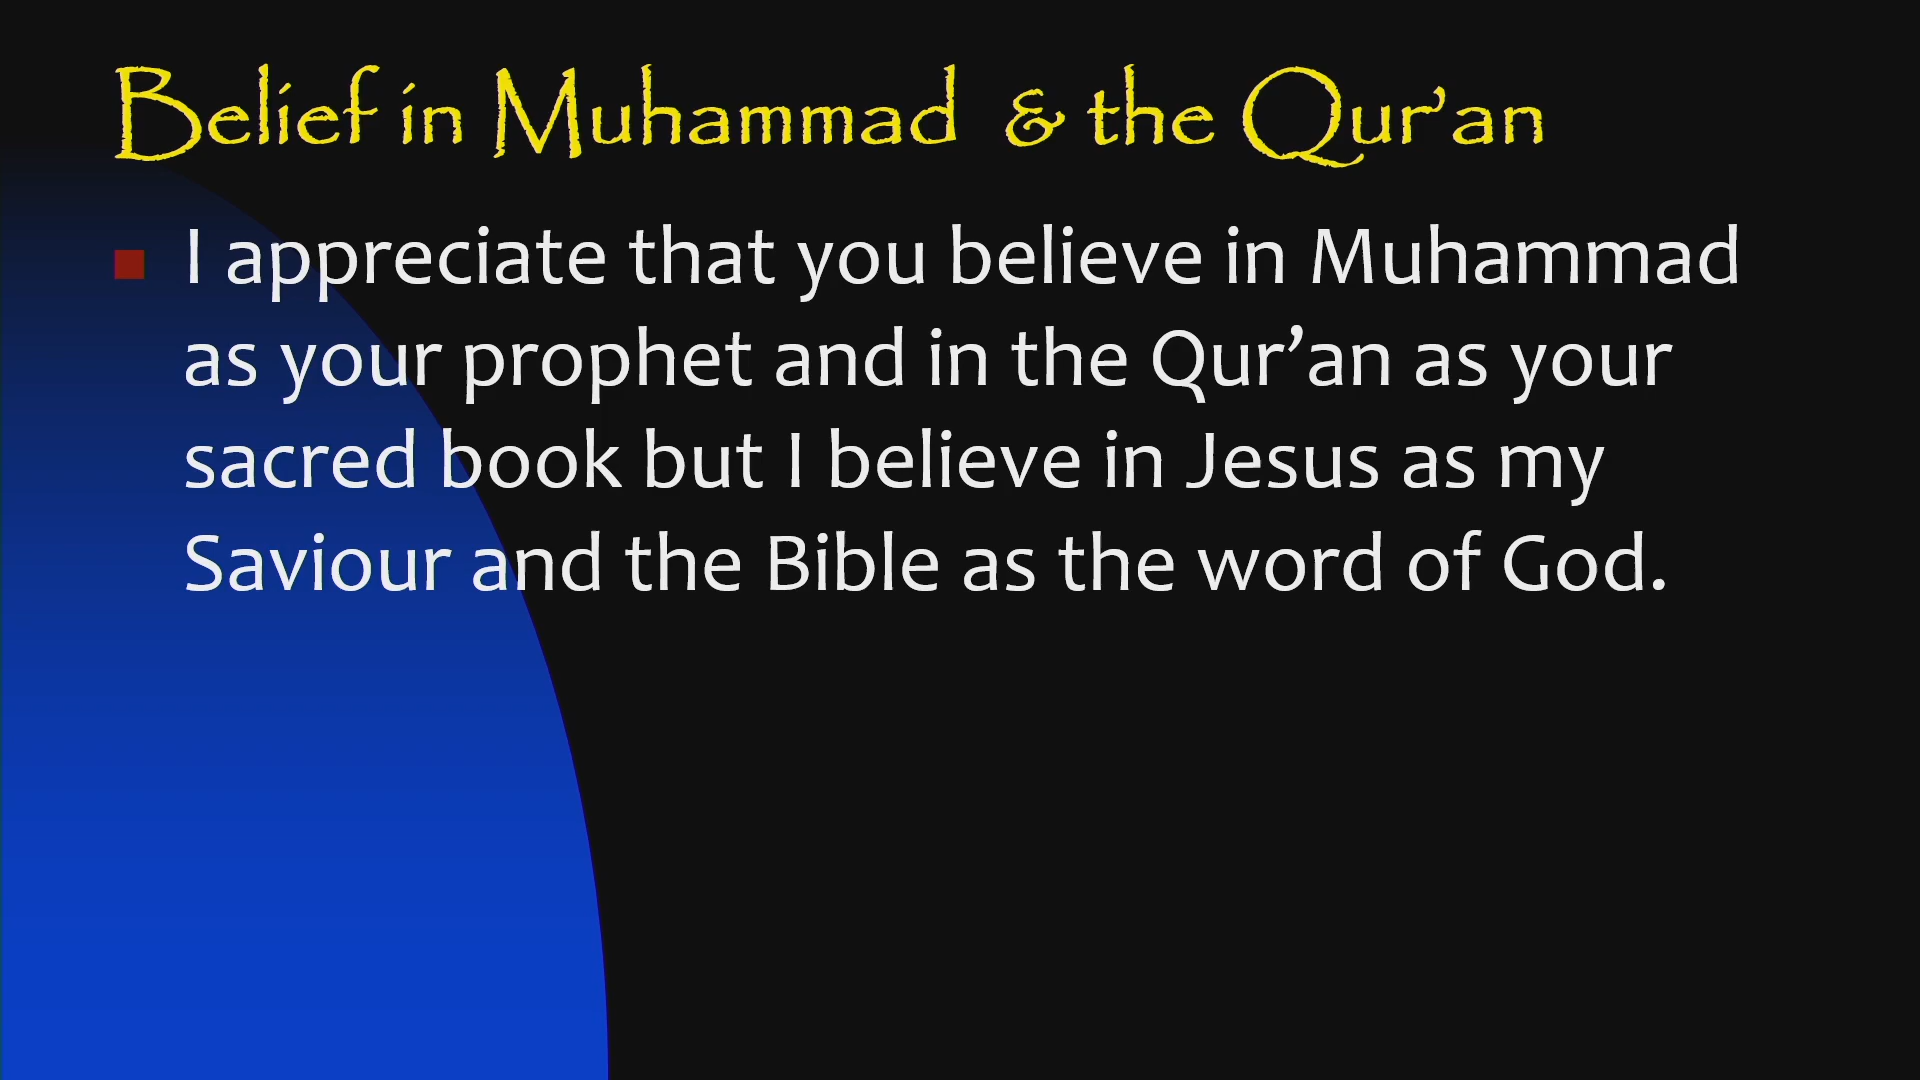 Belief in Muhammad & the Qur’an
I appreciate that you believe in Muhammad
as your prophet and in the Qur’an as your
sacred book but I believe in Jesus as my
Saviour and the Bible as the word of God.